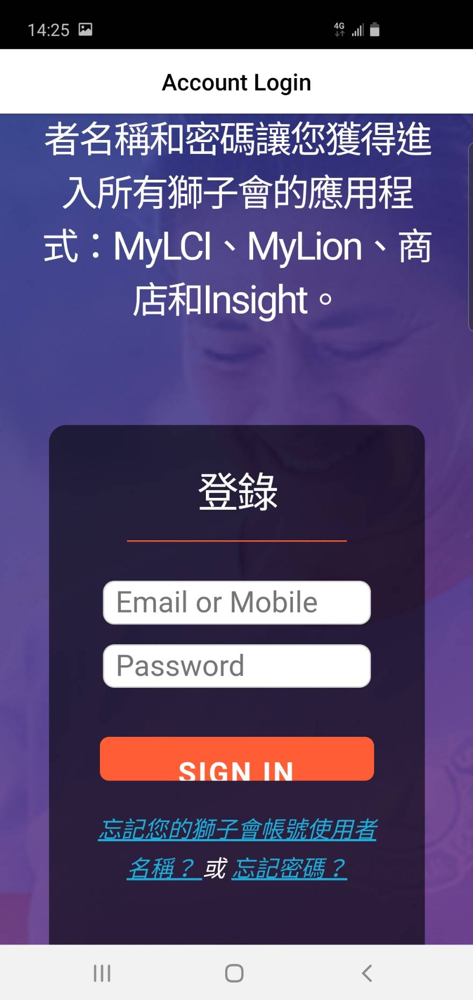 14:25
4G
Account Login
者名稱和密碼讓您獲得進
入所有獅子會的應用程
式：MyLCI、MyLion、商
店和Insight。
登錄
Email or Mobile
Password
SIGN IN
忘記您的獅子會帳號使用者
名稱？ 或 忘記密碼？